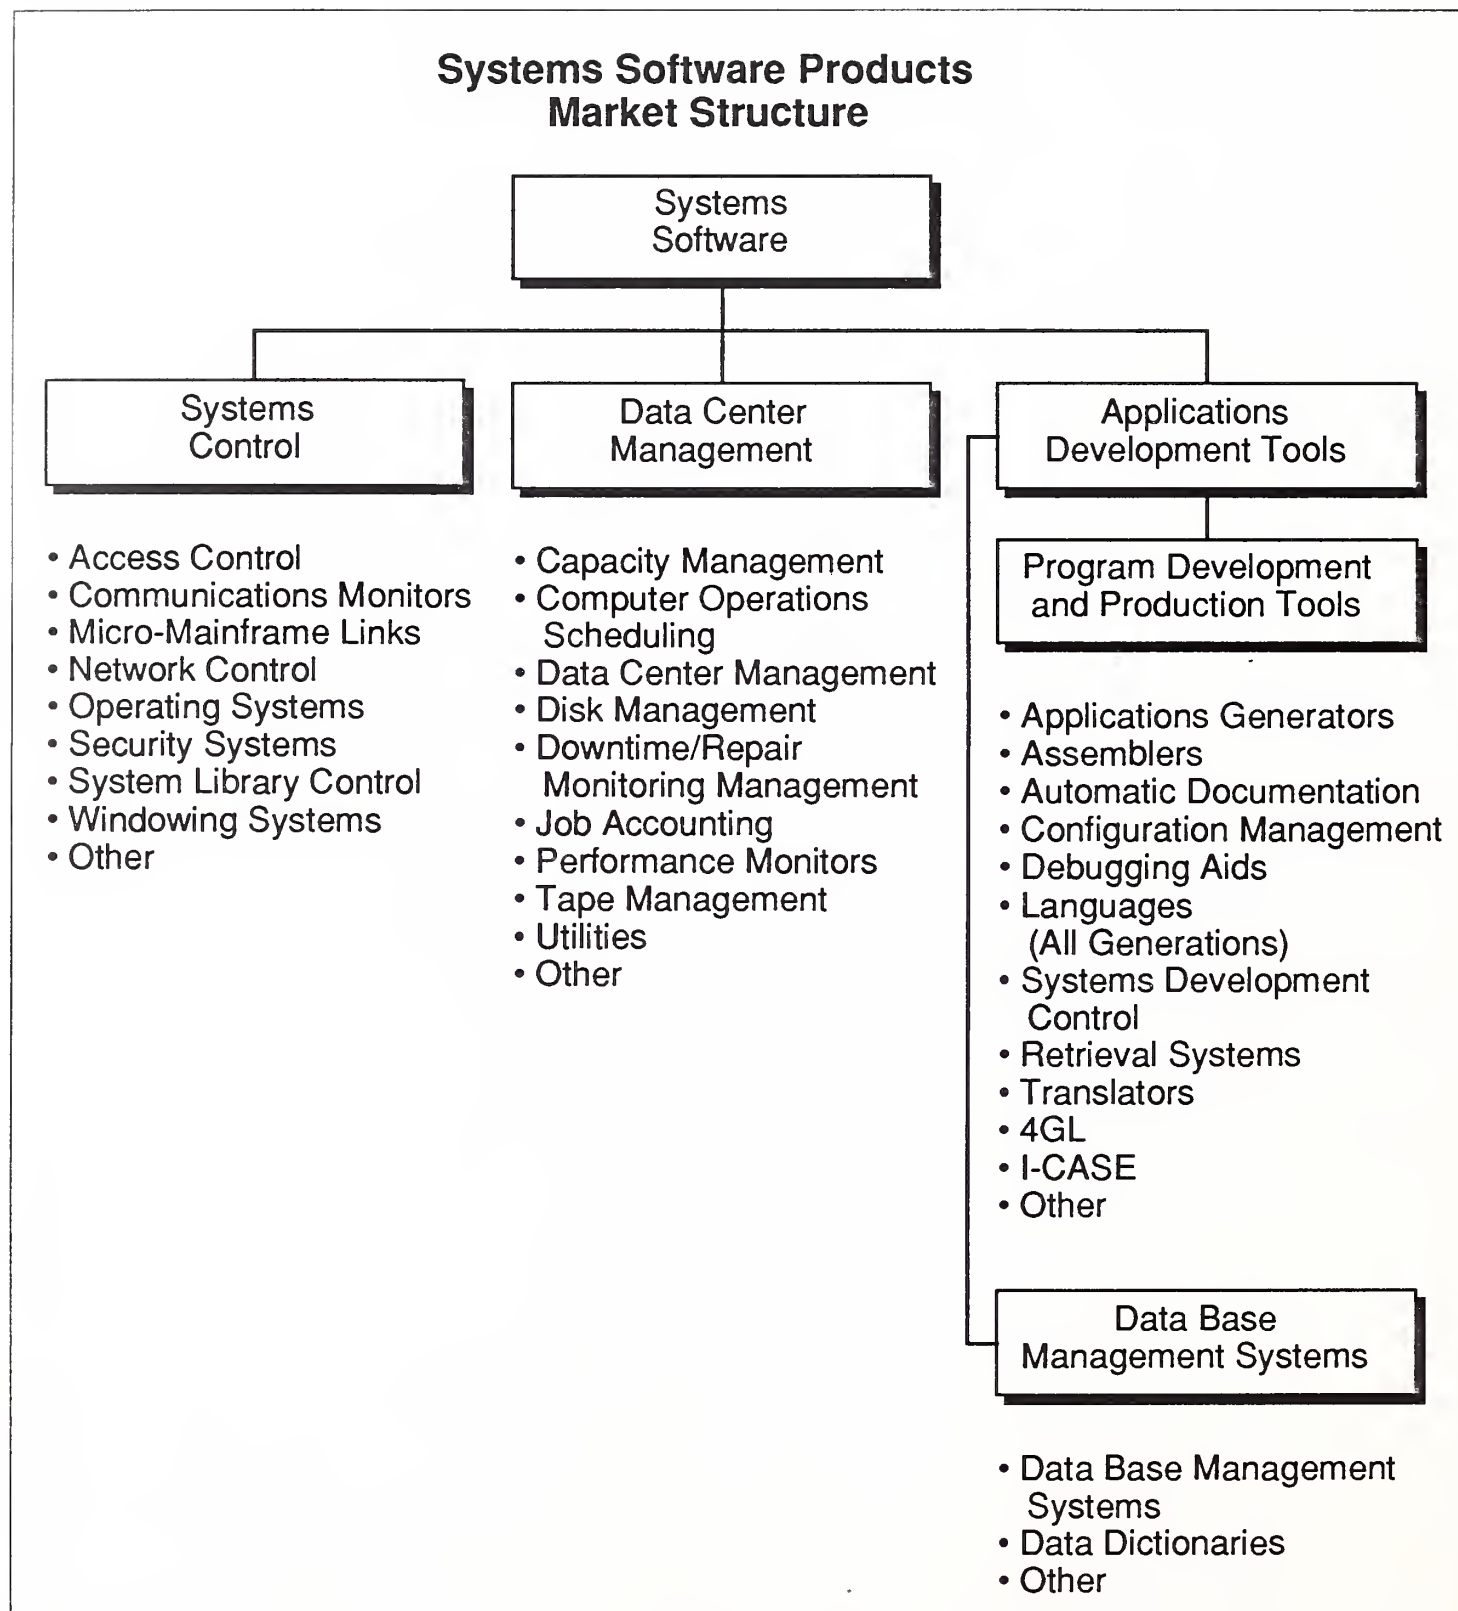 Systems Software Products
Market Structure
Systems
Software
Systems
Control
• Access Control
• Communications Monitors
• Micro-Mainframe Links
• Network Control
• Operating Systems
• Security Systems
• System Library Control
• Windowing Systems
• Other
Data Center
Management
• Capacity Management
• Computer Operations
Scheduling
• Data Center Management
• Disk Management
• Downtime/Repair
Monitoring Management
• Job Accounting
• Performance Monitors
• Tape Management
• Utilities
• Other
Applications
Development Tools
Program Development
and Production Tools
• Applications Generators
• Assemblers
• Automatic Documentation
• Configuration Management
• Debugging Aids
• Languages
(All Generations)
• Systems Development
Control
• Retrieval Systems
• Translators
• 4GL
• I-CASE
• Other
Data Base
Management Systems
• Data Base Management
Systems
• Data Dictionaries
• Other